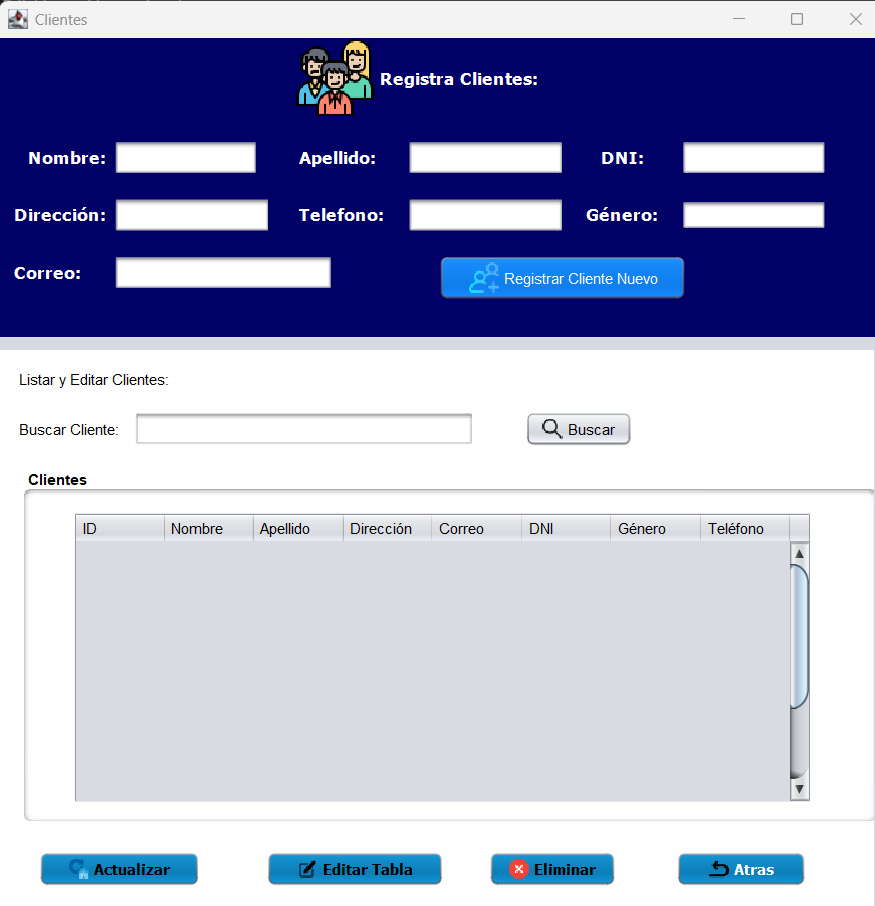 Clientes
Registra Clientes:
Nombre: Apellido: DNI:
Dirección: Telefono: Género:
Correo: Registrar Cliente Nuevo
Listar y Editar Clientes:
Buscar Cliente: Buscar
Clientes
ID Nombre Apellido Dirección Correo DNI Género Teléfono
Actualizar Editar Tabla Eliminar Atras